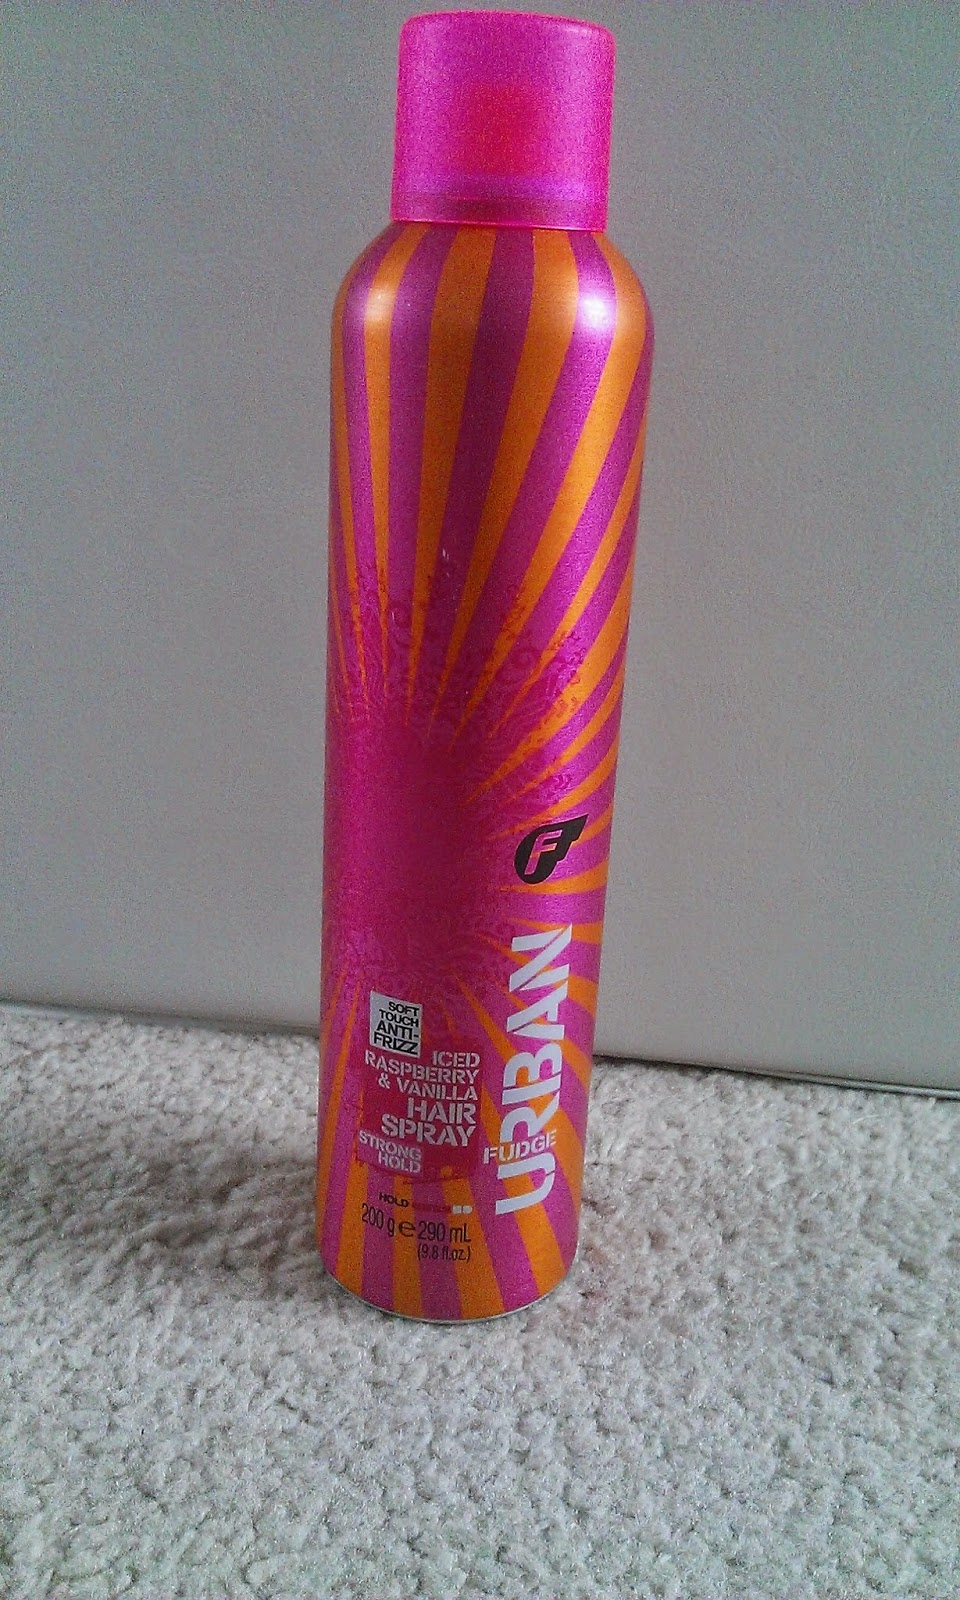 F
URBAN
FUDGE
SOFT
TOUCH
ANTI-
FRIZZ
ICED
RASPBERRY
& VANILLA
HAIR
SPRAY
STRONG
HOLD
HOLD
200 g e 290 mL
(9.8 fl.oz.)